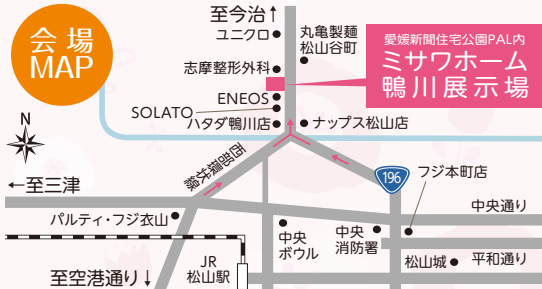 会場
MAP
至今治↑
ユニクロ
丸亀製麺
松山谷町
志摩整形外科
愛媛新聞住宅公園PAL内
ミサワホーム
鴨川展示場
ENEOS
SOLATO
ハタダ鴨川店
ナップス松山店
N
西部環状線
196
フジ本町店
←至三津
中央通り
パルティ・フジ衣山
中央
ボウル
中央
消防署
JR
松山駅
松山城
平和通り
至空港通り↓